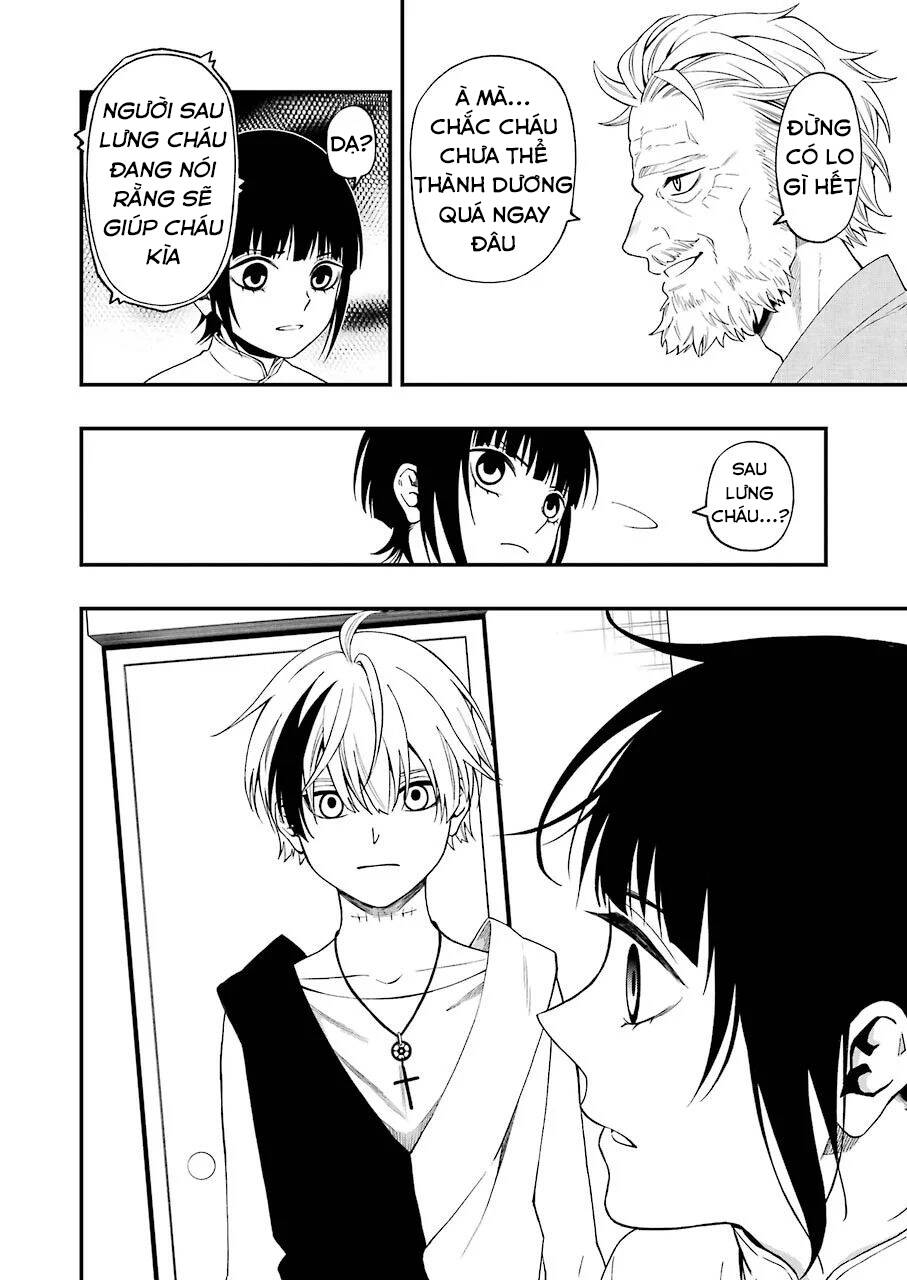 ĐỪNG
CÓ LO
GÌ HẾT
À MÀ...
CHẮC CHÁU
CHƯA THỂ
THÀNH DƯƠNG
QUÁ NGAY
ĐÂU
DẠ?
NGƯỜI SAU
LƯNG CHÁU
ĐANG NÓI
RẰNG SẼ
GIÚP CHÁU
KÌA
SAU
LƯNG
CHÁU...?